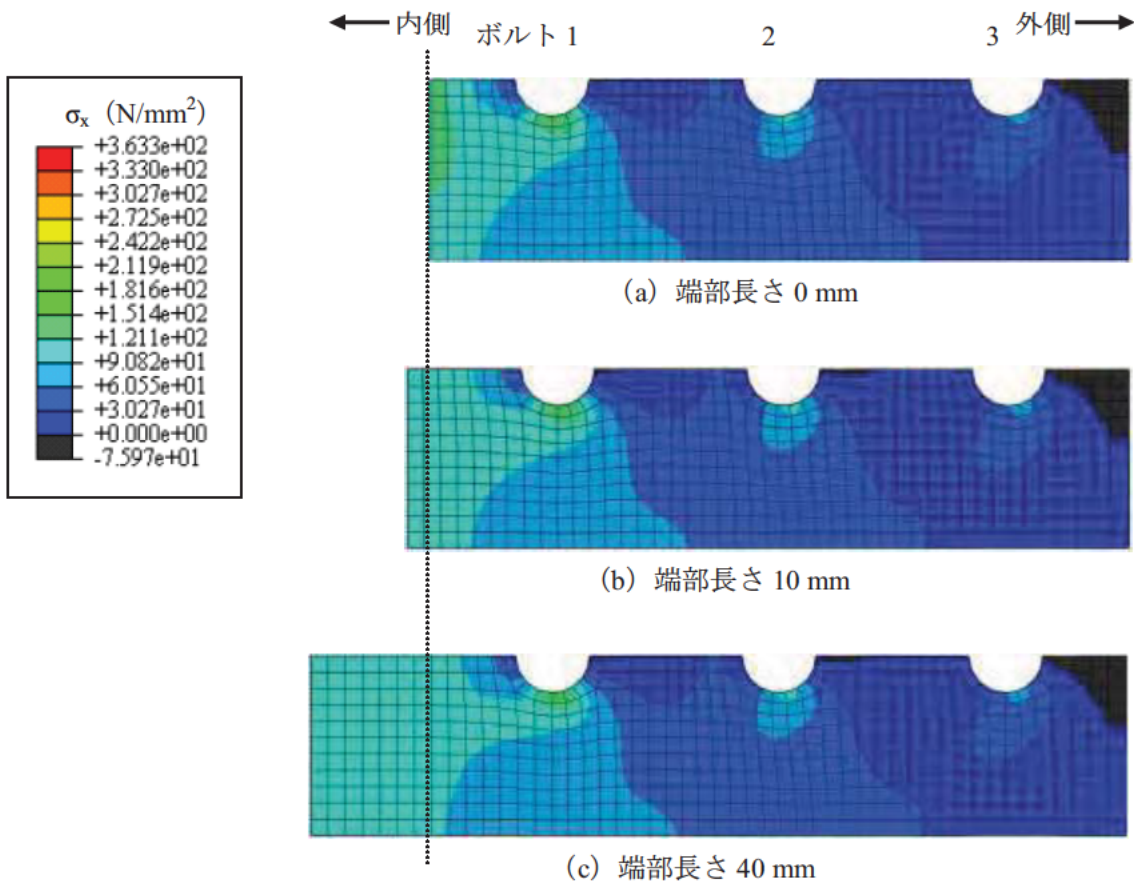 内側 ボルト 1 2 3 外側
σx (N/mm²)
+3.633e+02
+3.330e+02
+3.027e+02
+2.725e+02
+2.422e+02
+2.119e+02
+1.816e+02
+1.514e+02
+1.211e+02
+9.082e+01
+6.055e+01
+3.027e+01
+0.000e+00
-7.597e+01
(a) 端部長さ 0 mm
(b) 端部長さ 10 mm
(c) 端部長さ 40 mm